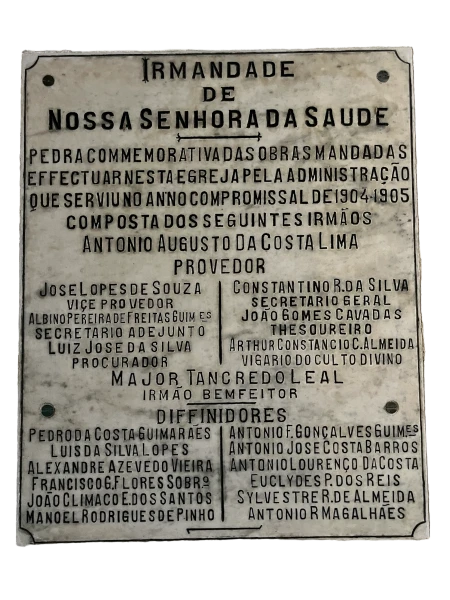 IRMANDADE
DE
NOSSA SENHORA DA SAUDE
PEDRA COMMEMORATIVA DAS OBRAS MANDADAS
EFFECTUAR NESTA EGREJA PELA ADMINISTRAÇÃO
QUE SERVIU NO ANNO COMPROMISSAL DE 1904-1905
COMPOSTA DOS SEGUINTES IRMÃOS
ANTONIO AUGUSTO DA COSTA LIMA
PROVEDOR
JOSE LOPES DE SOUZA
VICE PROVEDOR
ALBINO PEREIRA DE FREITAS GUIMES
SECRETARIO ADEJUNTO
LUIZ JOSE DA SILVA
PROCURADOR
CONSTANTINO R. DA SILVA
SECRETARIO GERAL
JOÃO GOMES CAVADAS
THESOUREIRO
ARTHUR CONSTANCIO C. ALMEIDA
VIGARIO DO CULTO DIVINO
MAJOR TANCREDO LEAL
IRMÃO BEMFEITOR
DIFFINIDORES
PEDRO DA COSTA GUIMARÃES
LUIS DA SILVA LOPES
ALEXANDRE AZEVEDO VIEIRA
FRANCISCO G. FLORES SOBRº
JOÃO CLIMACO E. DOS SANTOS
MANOEL RODRIGUES DE PINHO
ANTONIO F. GONÇALVES GUIMES
ANTONIO JOSE COSTA BARROS
ANTONIO LOURENÇO DA COSTA
EUCLYDES P. DOS REIS
SYLVESTRE R. DE ALMEIDA
ANTONIO R MAGALHÃES